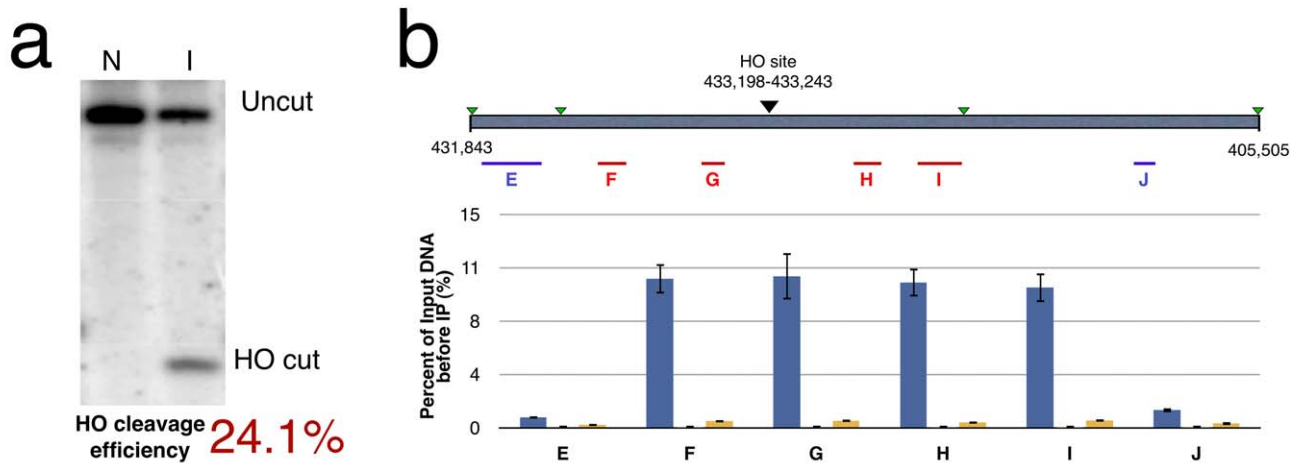 a
N I
Uncut
HO cut
HO cleavage
efficiency
24.1%
b
HO site
433,198-433,243
431,843
405,505
E F G H I J
Percent of Input DNA
before IP (%)
15
11
8
4
0
E F G H I J